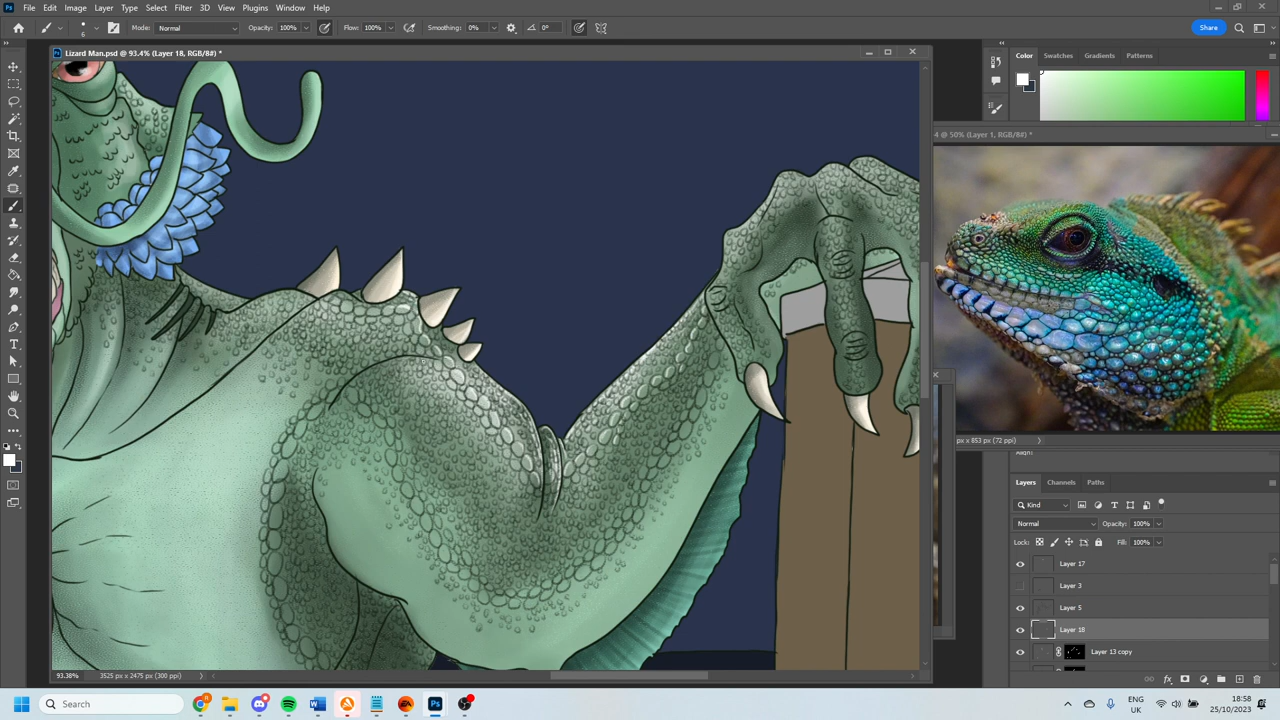 File Edit Image Layer Type Select Filter 3D View Plugins Window Help
6 Mode: Normal Opacity: 100% Flow: 100% Smoothing: 0% 0° Share
Lizard Man.psd @ 93.4% (Layer 18, RGB/8#) *
Color Swatches Gradients Patterns
4 @ 50% (Layer 1, RGB/8#) *
px x 853 px (72 ppi)
Layers Channels Paths
Kind
Normal Opacity: 100%
Lock: Fill: 100%
Layer 17
Layer 3
Layer 5
Layer 18
Layer 13 copy
93.38% 3525 px x 2475 px (300 ppi)
Search
ENG
UK
18:58
25/10/2023